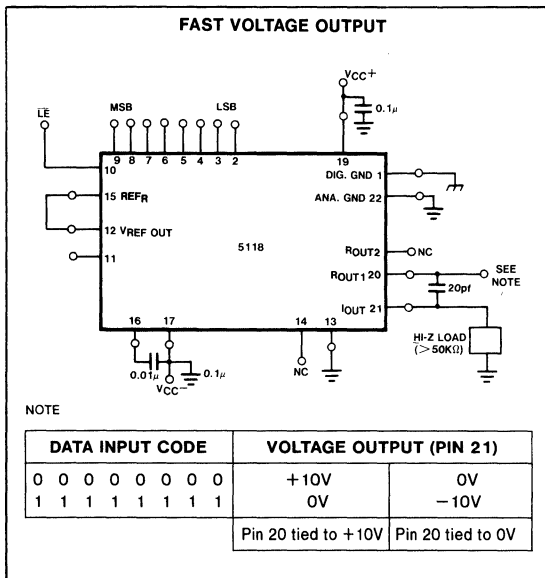 FAST VOLTAGE OUTPUT
VCC+
0.1μ
LE
MSB LSB
9 8 7 6 5 4 3 2
19
10
DIG. GND 1
15 REFR
ANA. GND 22
12 VREF OUT
5118
11
ROUT2 NC
ROUT1 20
SEE NOTE
20pf
IOUT 21
HI-Z LOAD
(>50KΩ)
16 17 14 13
0.01μ 0.1μ
VCC−
NC
NOTE
DATA INPUT CODE VOLTAGE OUTPUT (PIN 21)
0 0 0 0 0 0 0 0 +10V 0V
1 1 1 1 1 1 1 1 0V −10V
Pin 20 tied to +10V Pin 20 tied to 0V